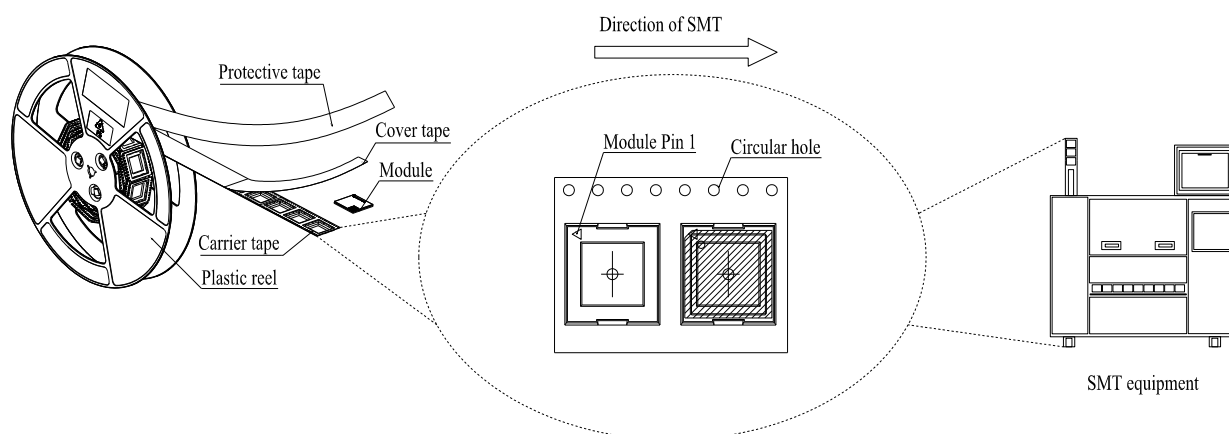 Direction of SMT
Protective tape
Cover tape
Module
Module Pin 1
Circular hole
Carrier tape
Plastic reel
SMT equipment